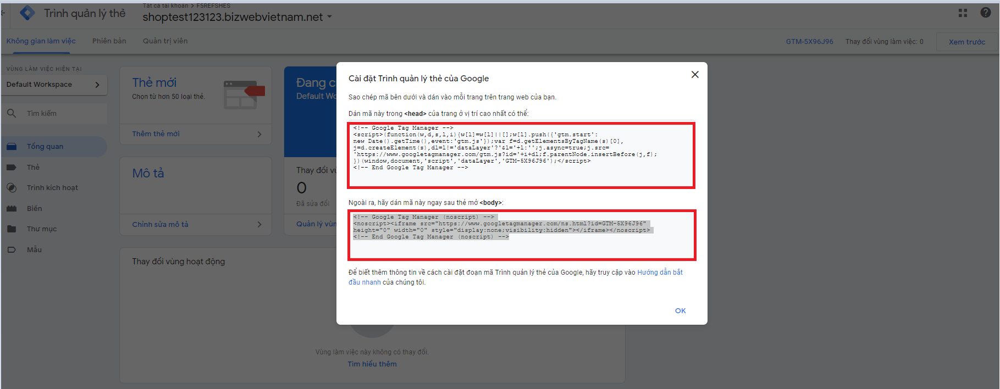 Tất cả tài khoản > F5REFSHES
Trình quản lý thẻ
shoptest123123.bizwebvietnam.net
Không gian làm việc
Phiên bản
Quản trị viên
GTM-5X96J96
Thay đổi vùng làm việc: 0
Xem trước
VÙNG LÀM VIỆC HIỆN TẠI
Default Workspace
Tìm kiếm
Tổng quan
Thẻ
Trình kích hoạt
Biến
Thư mục
Mẫu
Thẻ mới
Chọn từ hơn 50 loại thẻ.
Thêm thẻ mới
Mô tả
Chỉnh sửa mô tả
Đang c
Default Wo
Thay đổi vù
0
Đã sửa đổi
Quản lý vùn
Thay đổi vùng hoạt động
Vùng làm việc này không có thay đổi.
Tìm hiểu thêm
Cài đặt Trình quản lý thẻ của Google
Sao chép mã bên dưới và dán vào mỗi trang trên trang web của bạn.
Dán mã này trong <head> của trang ở vị trí cao nhất có thể:
<!-- Google Tag Manager -->
<script>(function(w,d,s,l,i){w[l]=w[l]||[];w[l].push({'gtm.start':
new Date().getTime(),event:'gtm.js'});var f=d.getElementsByTagName(s)[0],
j=d.createElement(s),dl=l!='dataLayer'?'&l='+l:'';j.async=true;j.src=
'https://www.googletagmanager.com/gtm.js?id='+i+dl;f.parentNode.insertBefore(j,f);
})(window,document,'script','dataLayer','GTM-5X96J96');</script>
<!-- End Google Tag Manager -->
Ngoài ra, hãy dán mã này ngay sau thẻ mở <body>:
<!-- Google Tag Manager (noscript) -->
<noscript><iframe src="https://www.googletagmanager.com/ns.html?id=GTM-5X96J96"
height="0" width="0" style="display:none;visibility:hidden"></iframe></noscript>
<!-- End Google Tag Manager (noscript) -->
Để biết thêm thông tin về cách cài đặt đoạn mã Trình quản lý thẻ của Google, hãy truy cập vào Hướng dẫn bắt
đầu nhanh của chúng tôi.
OK